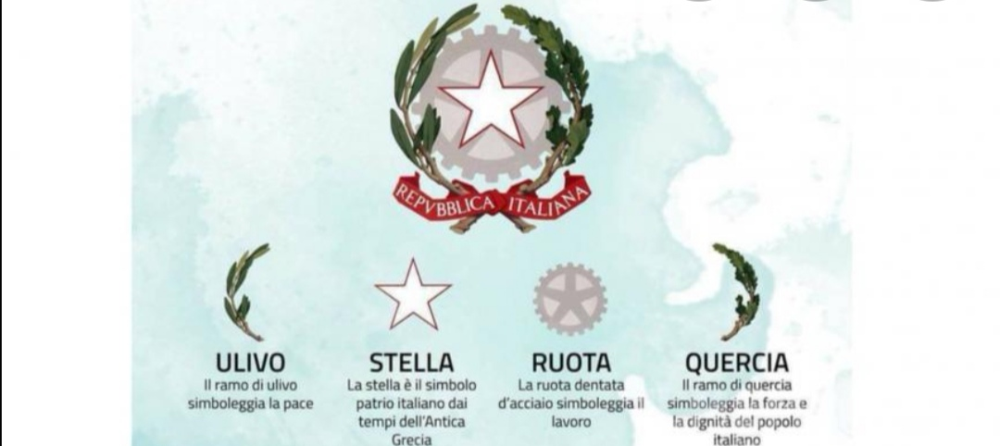 REPVBBLICA ITALIANA
ULIVO
Il ramo di ulivo
simboleggia la pace
STELLA
La stella è il simbolo
patrio italiano dai
tempi dell'Antica
Grecia
RUOTA
La ruota dentata
d'acciaio simboleggia il
lavoro
QUERCIA
Il ramo di quercia
simboleggia la forza e
la dignità del popolo
italiano